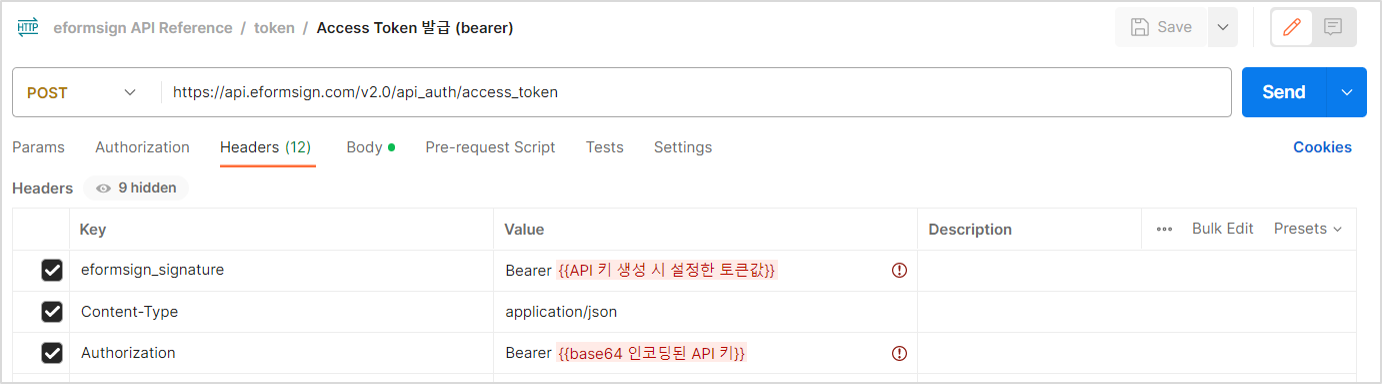 HTTP eformsign API Reference / token / Access Token 발급 (bearer) Save
POST https://api.eformsign.com/v2.0/api_auth/access_token Send
Params Authorization Headers (12) Body Pre-request Script Tests Settings Cookies
Headers 9 hidden
Key Value Description ••• Bulk Edit Presets
eformsign_signature Bearer {{API 키 생성 시 설정한 토큰값}}
Content-Type application/json
Authorization Bearer {{base64 인코딩된 API 키}}